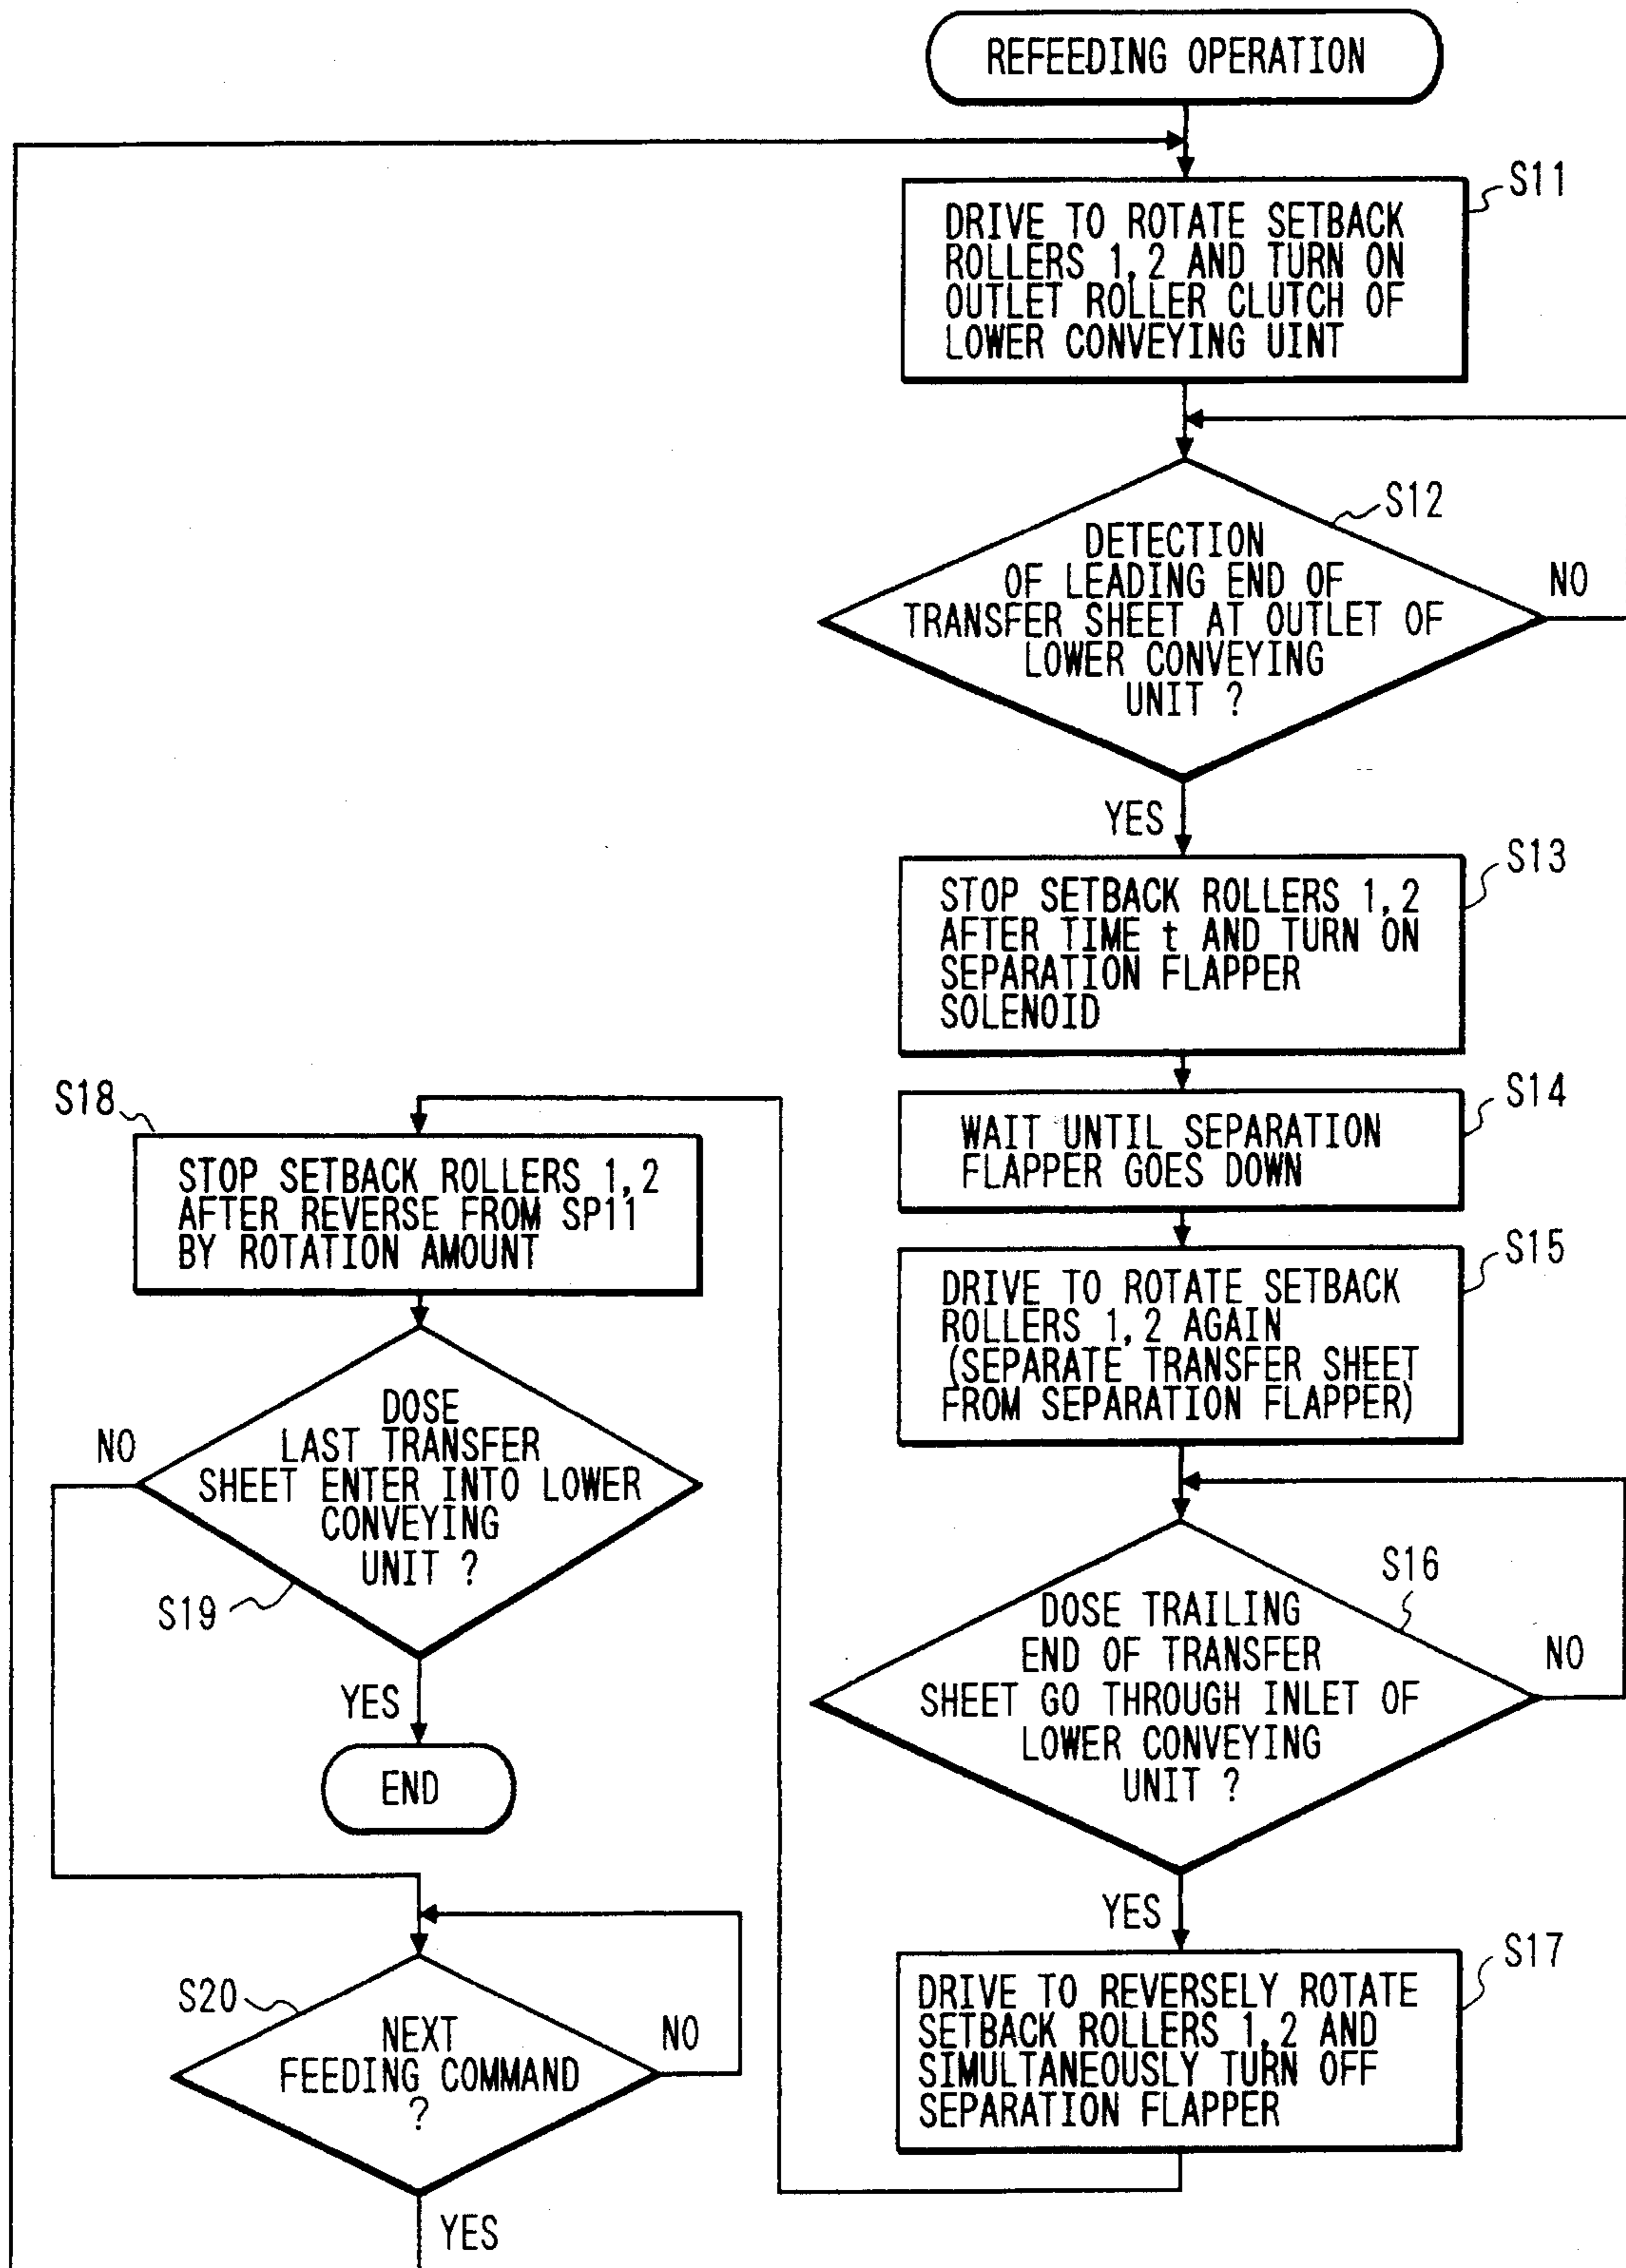 REFEEDING OPERATION
S11
DRIVE TO ROTATE SETBACK
ROLLERS 1,2 AND TURN ON
OUTLET ROLLER CLUTCH OF
LOWER CONVEYING UINT
S12
DETECTION
OF LEADING END OF
TRANSFER SHEET AT OUTLET OF
LOWER CONVEYING
UNIT ?
NO
YES
S13
STOP SETBACK ROLLERS 1,2
AFTER TIME t AND TURN ON
SEPARATION FLAPPER
SOLENOID
S14
WAIT UNTIL SEPARATION
FLAPPER GOES DOWN
S15
DRIVE TO ROTATE SETBACK
ROLLERS 1,2 AGAIN
(SEPARATE TRANSFER SHEET
FROM SEPARATION FLAPPER)
S16
DOSE TRAILING
END OF TRANSFER
SHEET GO THROUGH INLET OF
LOWER CONVEYING
UNIT ?
NO
YES
S17
DRIVE TO REVERSELY ROTATE
SETBACK ROLLERS 1,2 AND
SIMULTANEOUSLY TURN OFF
SEPARATION FLAPPER
S18
STOP SETBACK ROLLERS 1,2
AFTER REVERSE FROM SP11
BY ROTATION AMOUNT
DOSE
LAST TRANSFER
SHEET ENTER INTO LOWER
CONVEYING
UNIT ?
NO
S19
YES
END
S20
NEXT
FEEDING COMMAND
?
NO
YES